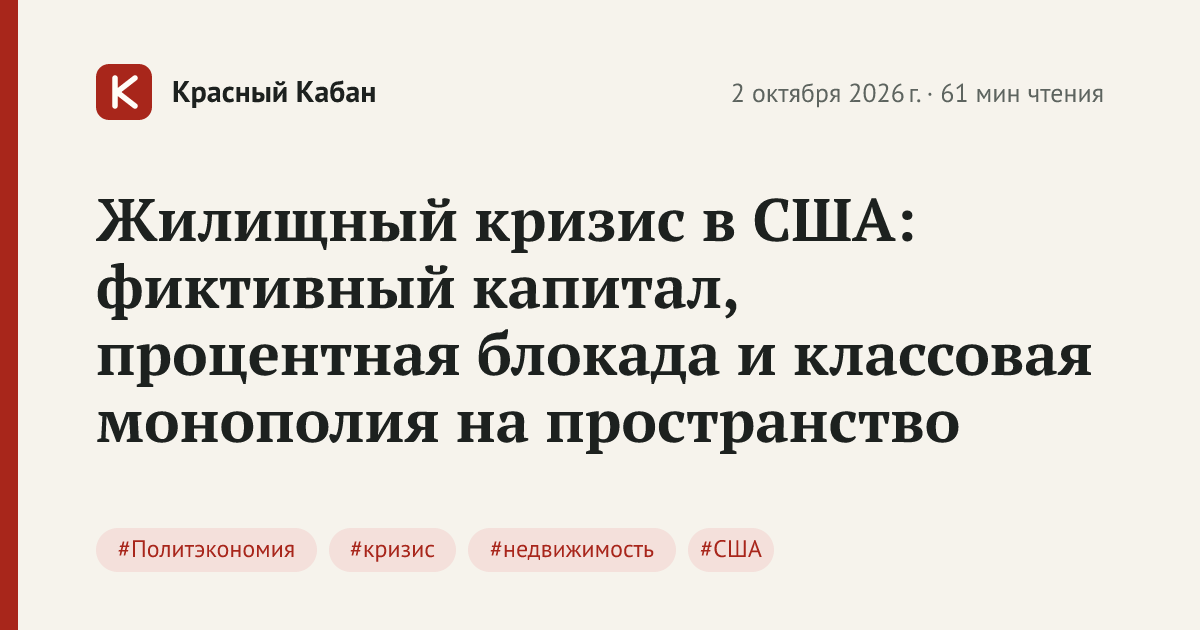 Красный Кабан
2 октября 2026 г. · 61 мин чтения
Жилищный кризис в США:
фиктивный капитал,
процентная блокада и классовая
монополия на пространство
#Политэкономия #кризис #недвижимость #США